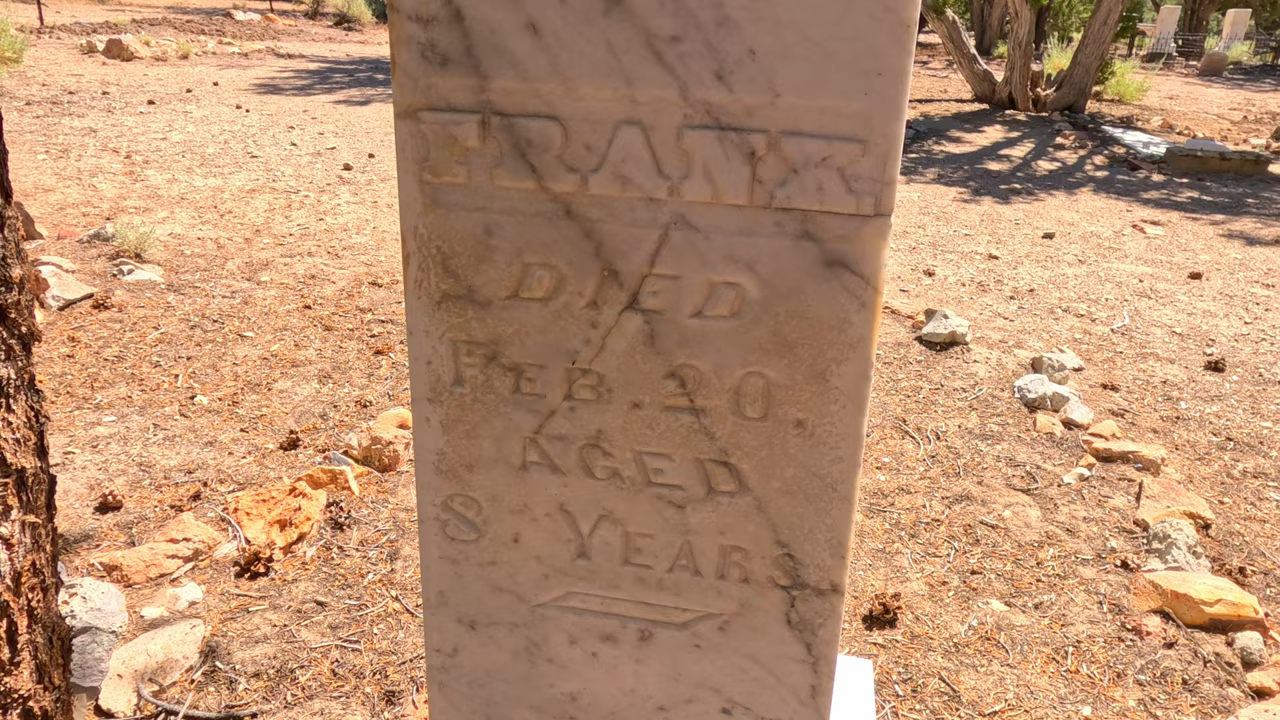 FRANK,
DIED
FEB. 20.
AGED
8 YEARS